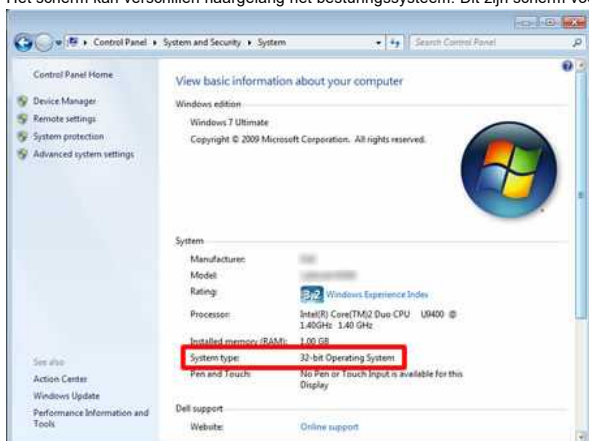 Het scherm kan verschillen naargelang het besturingssysteem. Dit zijn scherm
Control Panel ▸ System and Security ▸ System
Search Control Panel
Control Panel Home
Device Manager
Remote settings
System protection
Advanced system settings
View basic information about your computer
Windows edition
Windows 7 Ultimate
Copyright © 2009 Microsoft Corporation. All rights reserved.
System
Manufacturer:
Model:
Rating:
3,2 Windows Experience Index
Processor:
Intel(R) Core(TM)2 Duo CPU U9400 @
1.40GHz 1.40 GHz
Installed memory (RAM):
1.00 GB
System type:
32-bit Operating System
Pen and Touch:
No Pen or Touch Input is available for this
Display
See also
Action Center
Windows Update
Performance Information and
Tools
Dell support
Website:
Online support